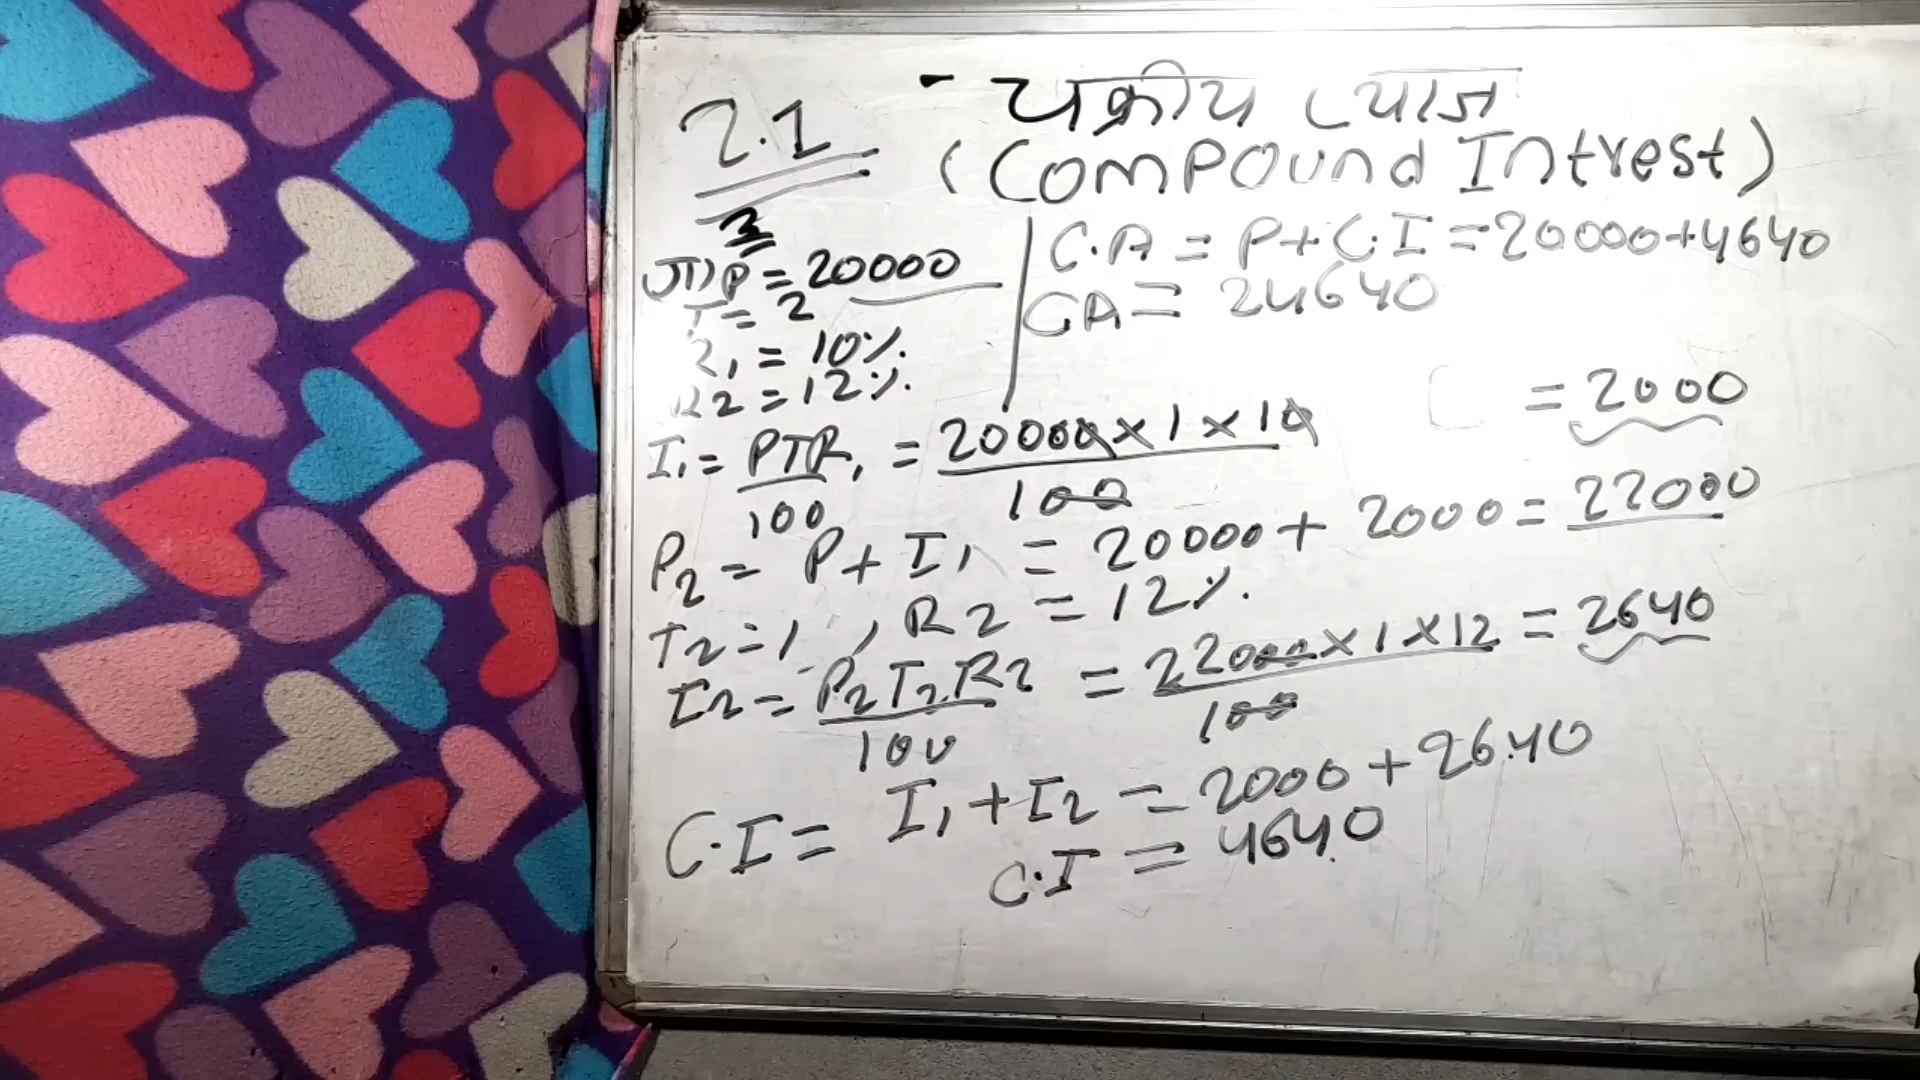 2.1
- चक्रीय ब्याज
(Compound Intrest)
3
ग) P = 20000
T = 2
R1 = 10%
R2 = 12%
C.A = P + C.I = 20000+4640
CA = 24640
I1 = PTR1/100 = 20000 x 1 x 10/100 = 2000
P2 = P + I1 = 20000 + 2000 = 22000
T2 = 1, R2 = 12%
I2 = P2T2R2/100 = 22000 x 1 x 12/100 = 2640
C.I = I1 + I2 = 2000 + 2640
C.I = 4640